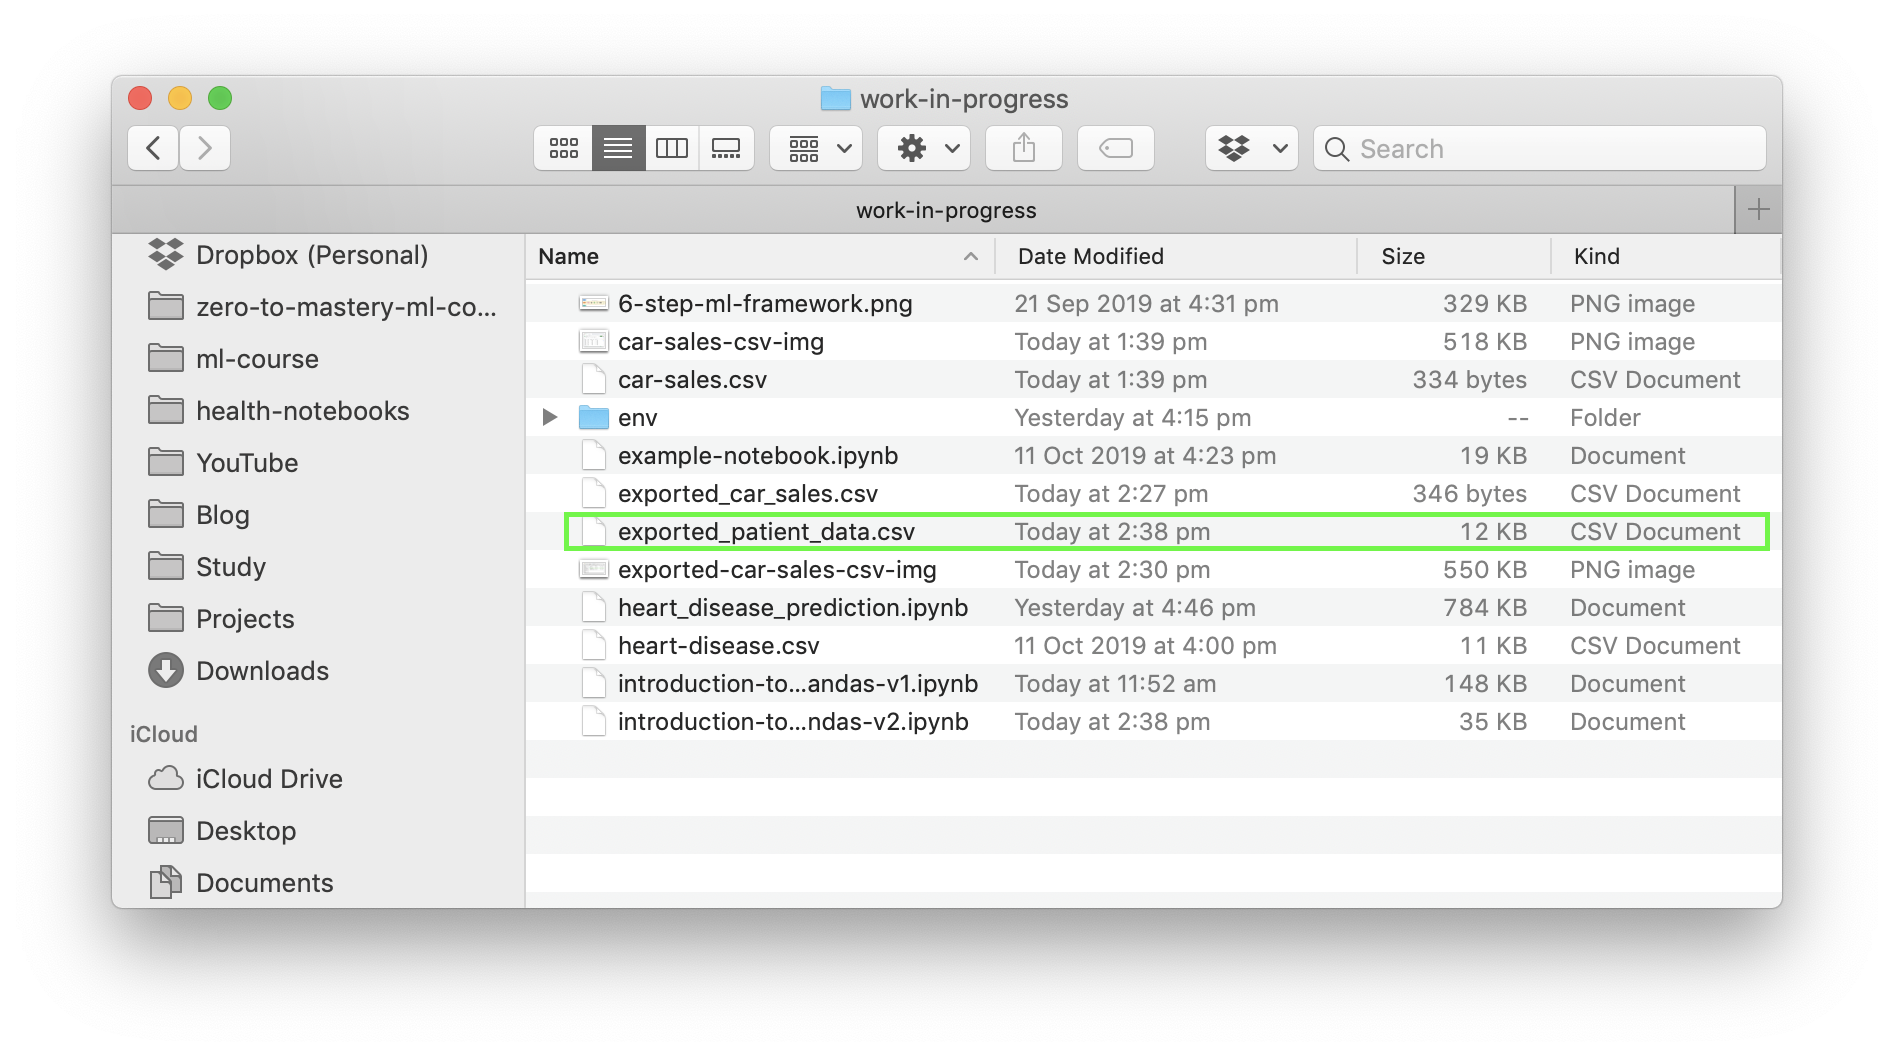 work-in-progress
Search
work-in-progress
Dropbox (Personal)
zero-to-mastery-ml-co...
ml-course
health-notebooks
YouTube
Blog
Study
Projects
Downloads
iCloud
iCloud Drive
Desktop
Documents
Name Date Modified Size Kind
6-step-ml-framework.png 21 Sep 2019 at 4:31 pm 329 KB PNG image
car-sales-csv-img Today at 1:39 pm 518 KB PNG image
car-sales.csv Today at 1:39 pm 334 bytes CSV Document
env Yesterday at 4:15 pm -- Folder
example-notebook.ipynb 11 Oct 2019 at 4:23 pm 19 KB Document
exported_car_sales.csv Today at 2:27 pm 346 bytes CSV Document
exported_patient_data.csv Today at 2:38 pm 12 KB CSV Document
exported-car-sales-csv-img Today at 2:30 pm 550 KB PNG image
heart_disease_prediction.ipynb Yesterday at 4:46 pm 784 KB Document
heart-disease.csv 11 Oct 2019 at 4:00 pm 11 KB CSV Document
introduction-to...andas-v1.ipynb Today at 11:52 am 148 KB Document
introduction-to...ndas-v2.ipynb Today at 2:38 pm 35 KB Document